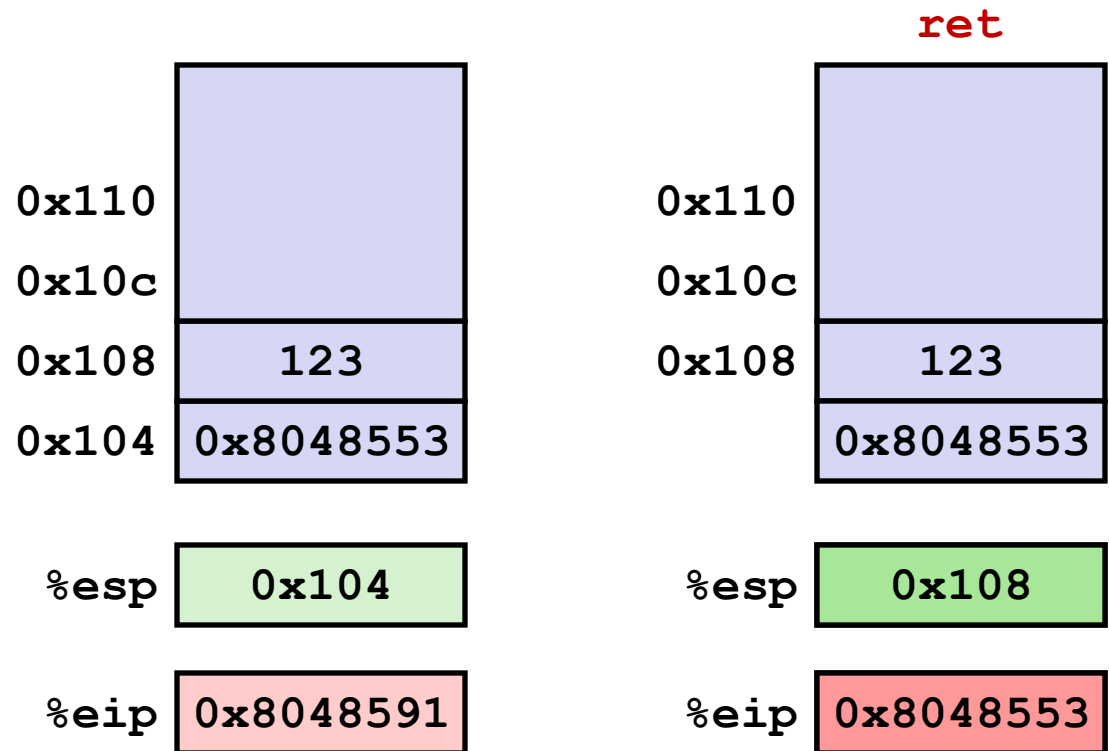 ret
0x110 0x110
0x10c 0x10c
0x108 123 0x108 123
0x104 0x8048553 0x8048553
%esp 0x104 %esp 0x108
%eip 0x8048591 %eip 0x8048553